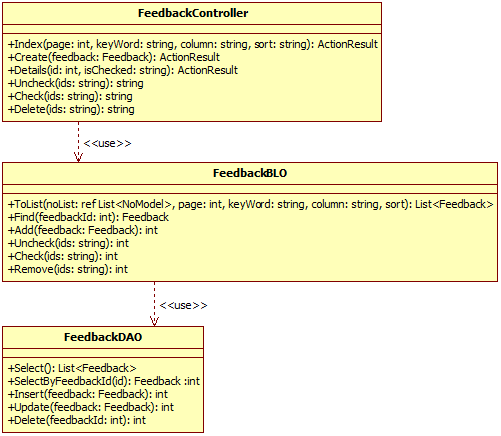 FeedbackController
+Index(page: int, keyWord: string, column: string, sort: string): ActionResult
+Create(feedback: Feedback): ActionResult
+Details(id: int, isChecked: string): ActionResult
+Uncheck(ids: string): string
+Check(ids: string): string
+Delete(ids: string): string
<<use>>
FeedbackBLO
+ToList(noList: ref List<NoModel>, page: int, keyWord: string, column: string, sort): List<Feedback>
+Find(feedbackId: int): Feedback
+Add(feedback: Feedback): int
+Uncheck(ids: string): int
+Check(ids: string): int
+Remove(ids: string): int
<<use>>
FeedbackDAO
+Select(): List<Feedback>
+SelectByFeedbackId(id): Feedback :int
+Insert(feedback: Feedback): int
+Update(feedback: Feedback): int
+Delete(feedbackId: int): int